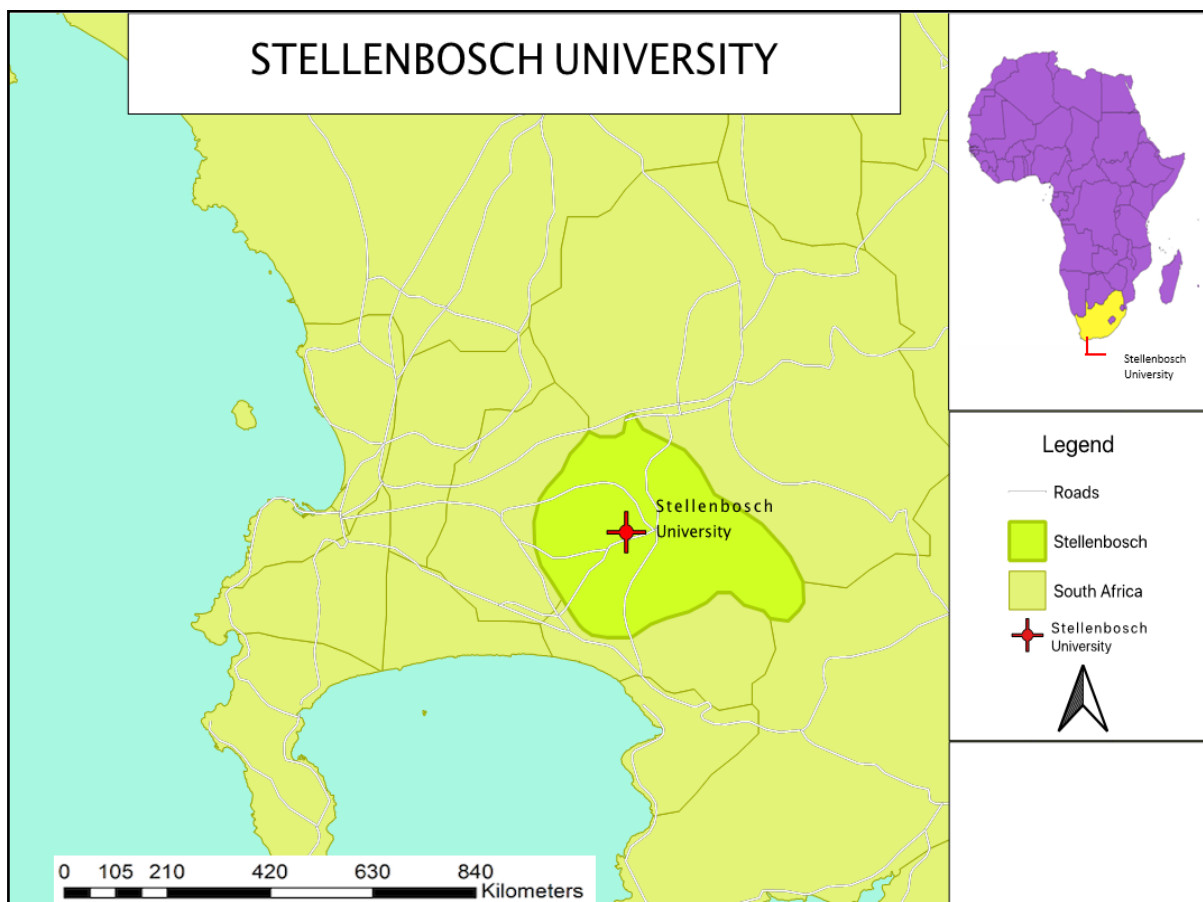 STELLENBOSCH UNIVERSITY
Stellenbosch
University
Stellenbosch
University
Legend
Roads
Stellenbosch
South Africa
Stellenbosch
University
0 105 210 420 630 840
Kilometers